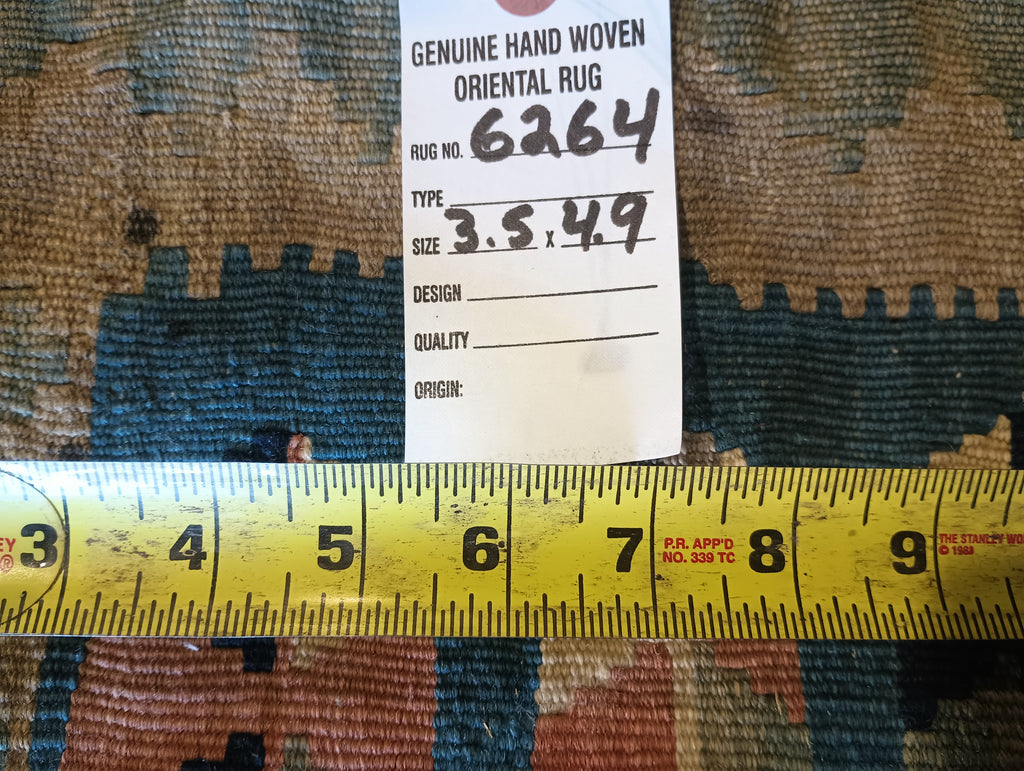 GENUINE HAND WOVEN
ORIENTAL RUG
RUG NO. 6264
TYPE
SIZE 3.5 x 4.9
DESIGN
QUALITY
ORIGIN:
3 4 5 6 7 8 9
®
P.R. APP'D
NO. 339 TC
THE STANLEY
© 1989